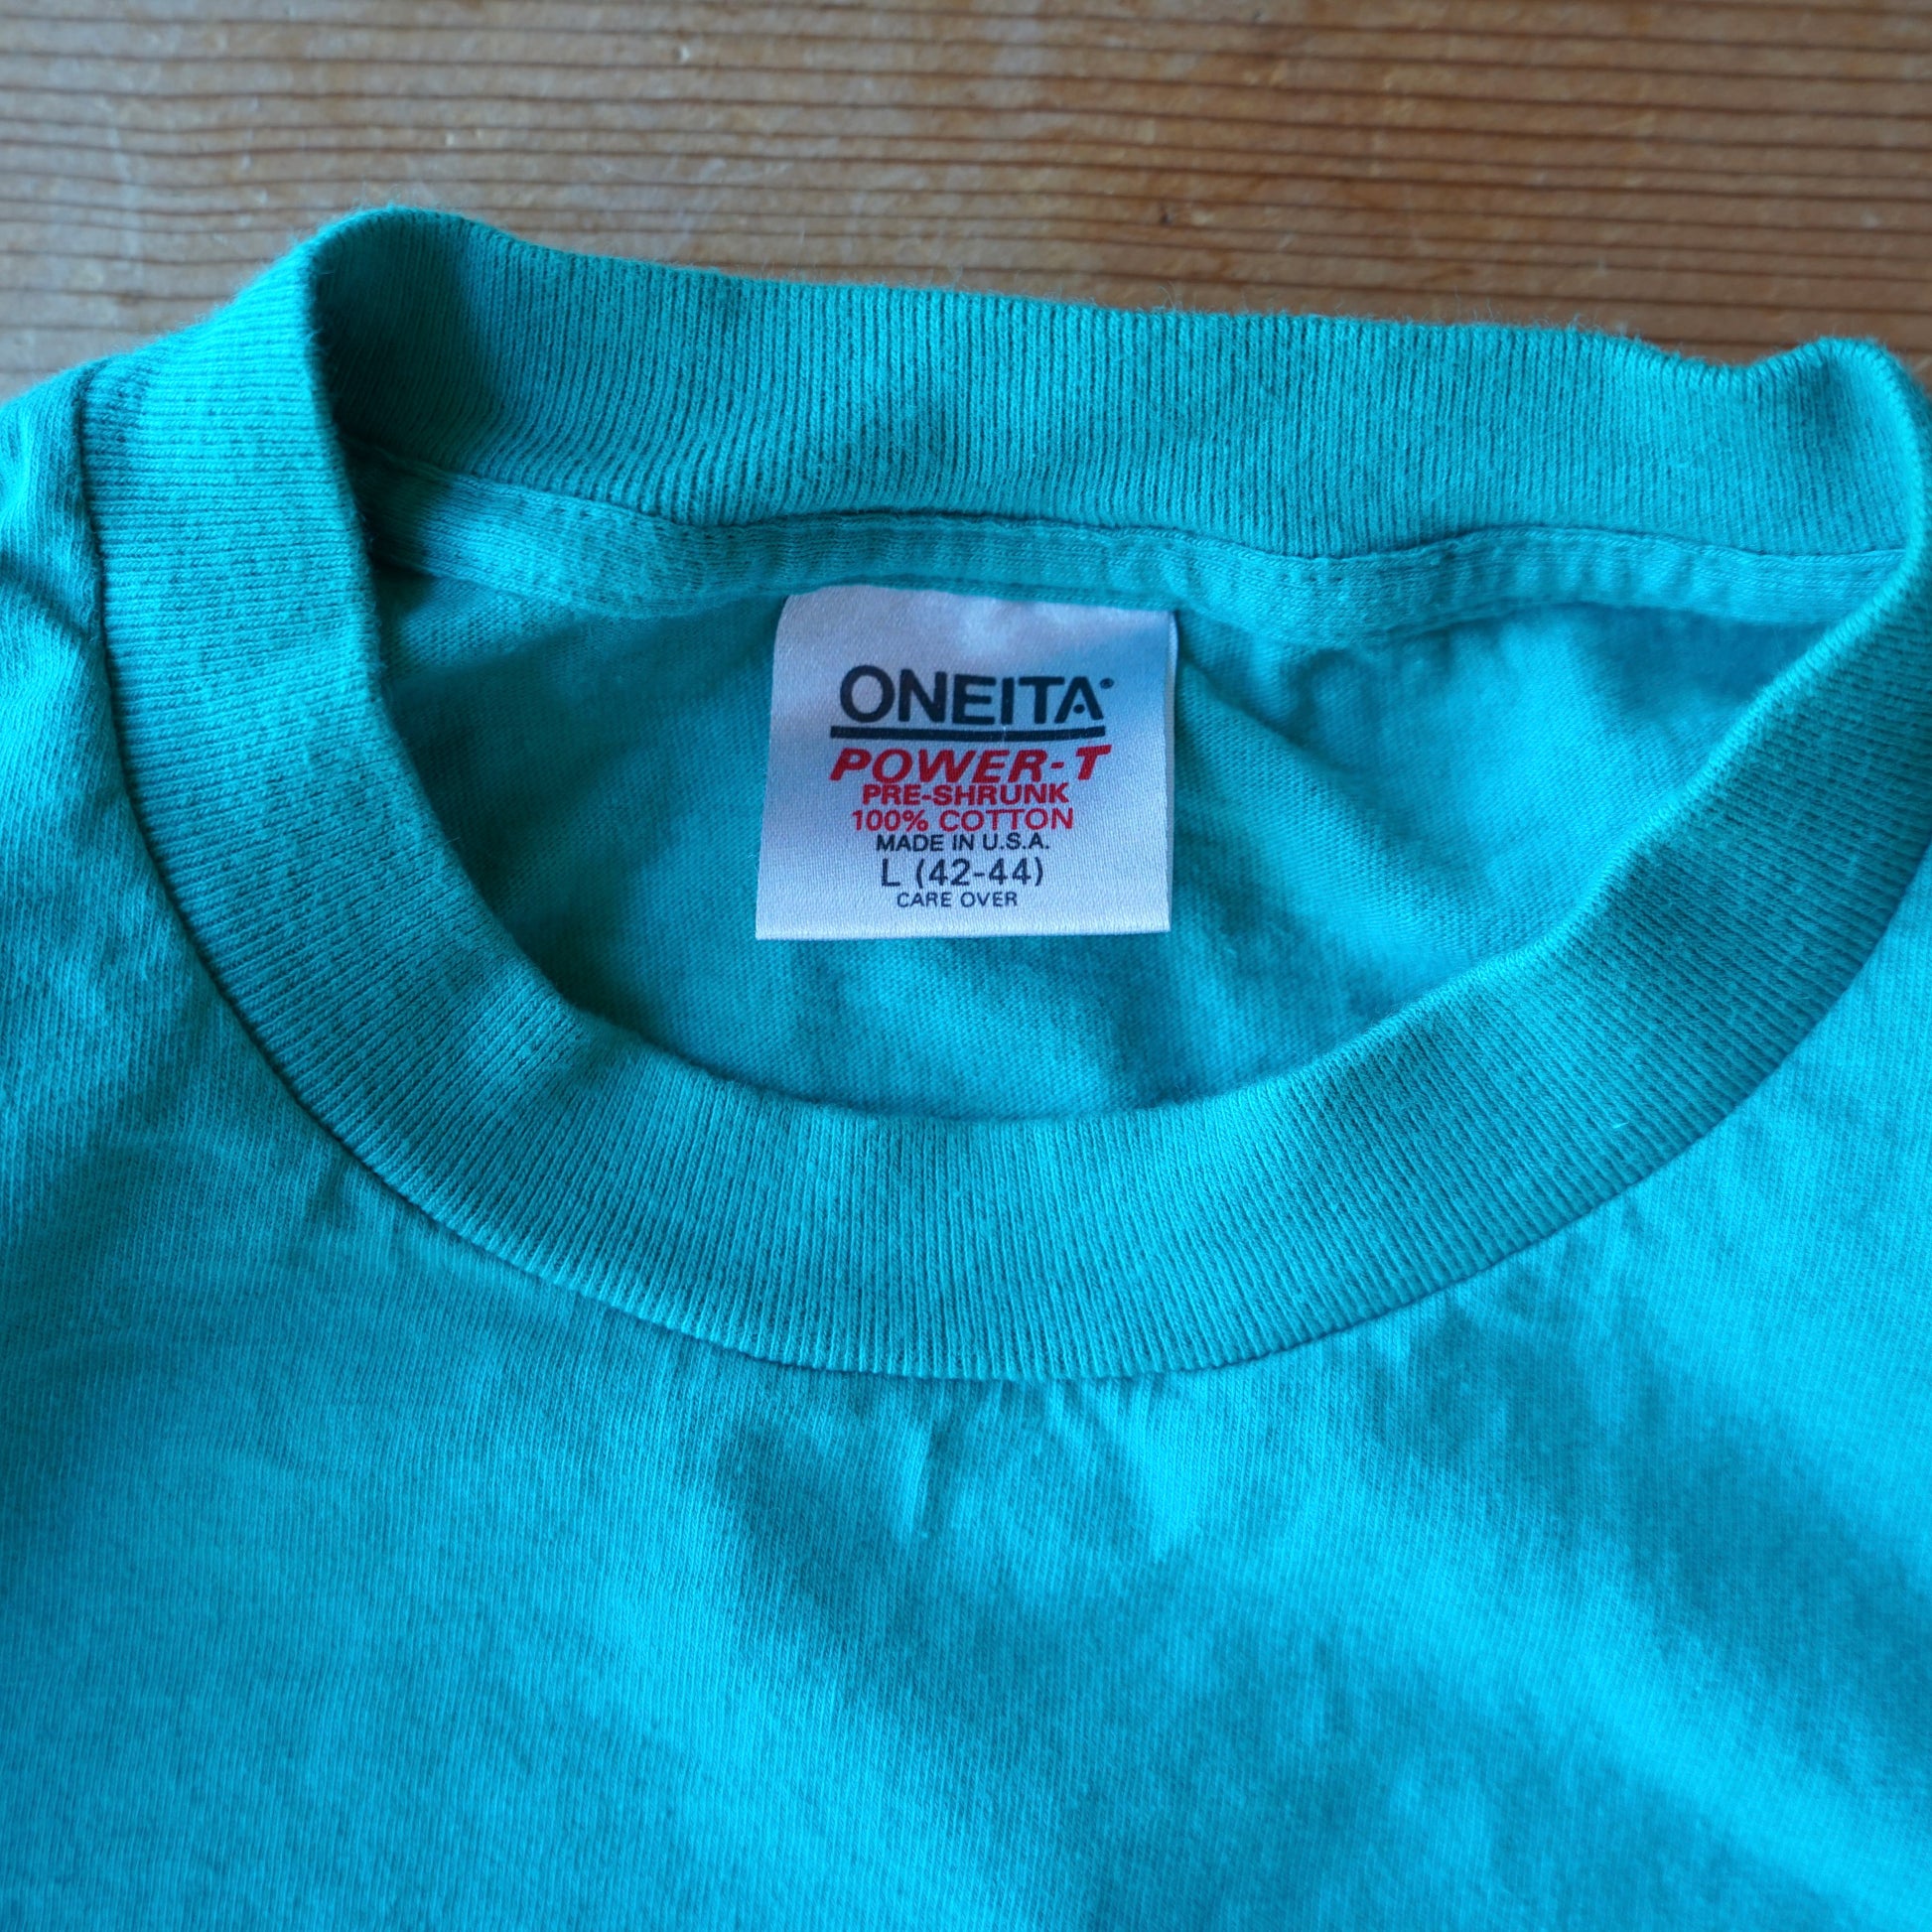 ONEITA
POWER-T
PRE-SHRUNK
100% COTTON
MADE IN U.S.A.
L (42-44)
CARE OVER